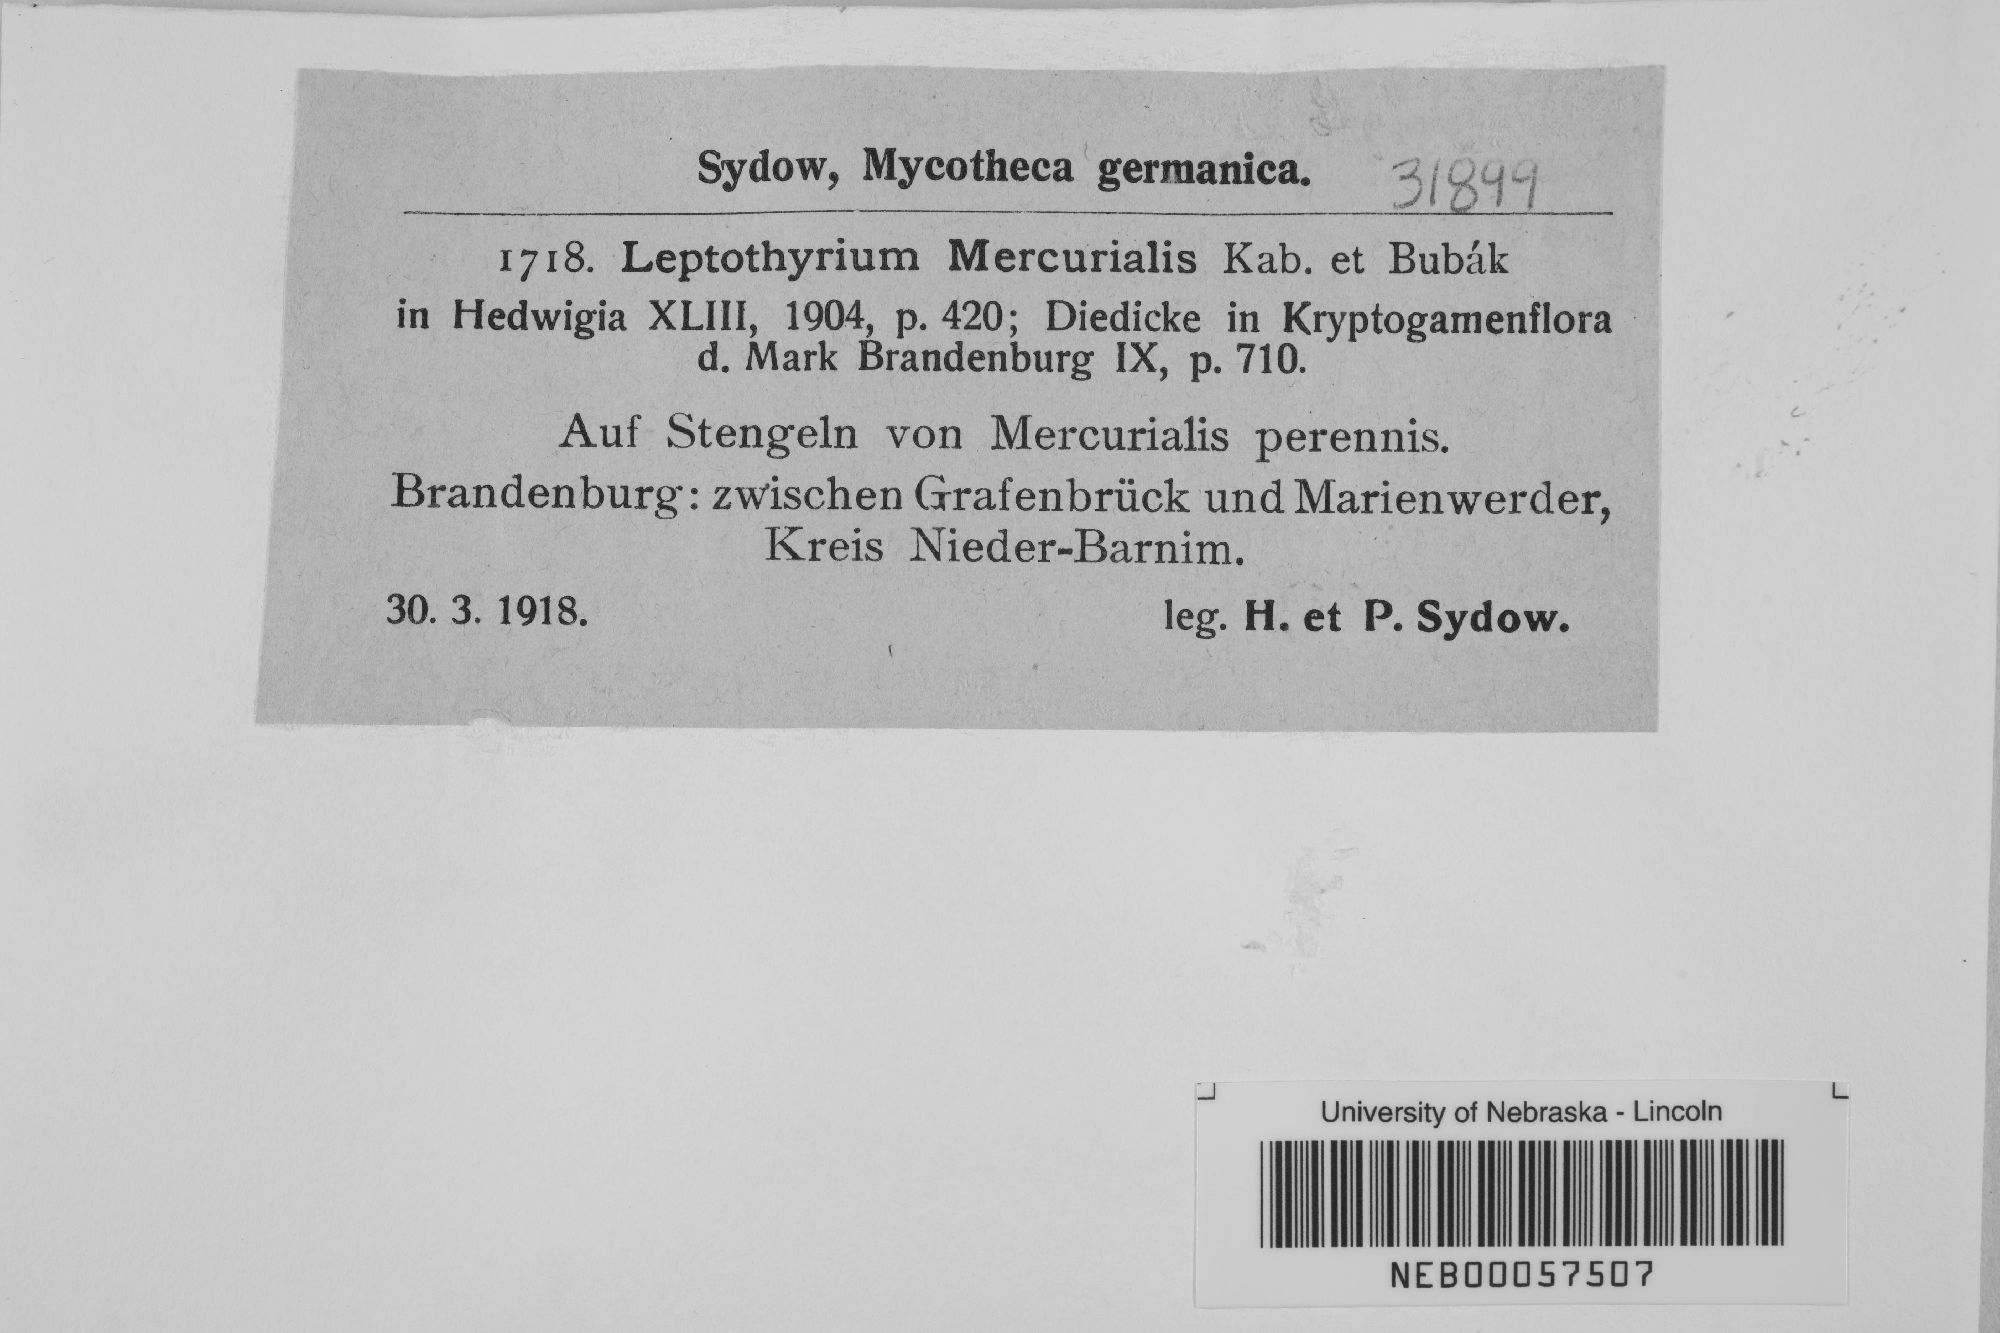 Sydow, Mycotheca germanica. 31899
1718. Leptothyrium Mercurialis Kab. et Bubák
in Hedwigia XLIII, 1904, p. 420; Diedicke in Kryptogamenflora
d. Mark Brandenburg IX, p. 710.
Auf Stengeln von Mercurialis perennis.
Brandenburg: zwischen Grafenbrück und Marienwerder,
Kreis Nieder-Barnim.
30. 3. 1918. leg. H. et P. Sydow.
University of Nebraska - Lincoln
NEB00057507